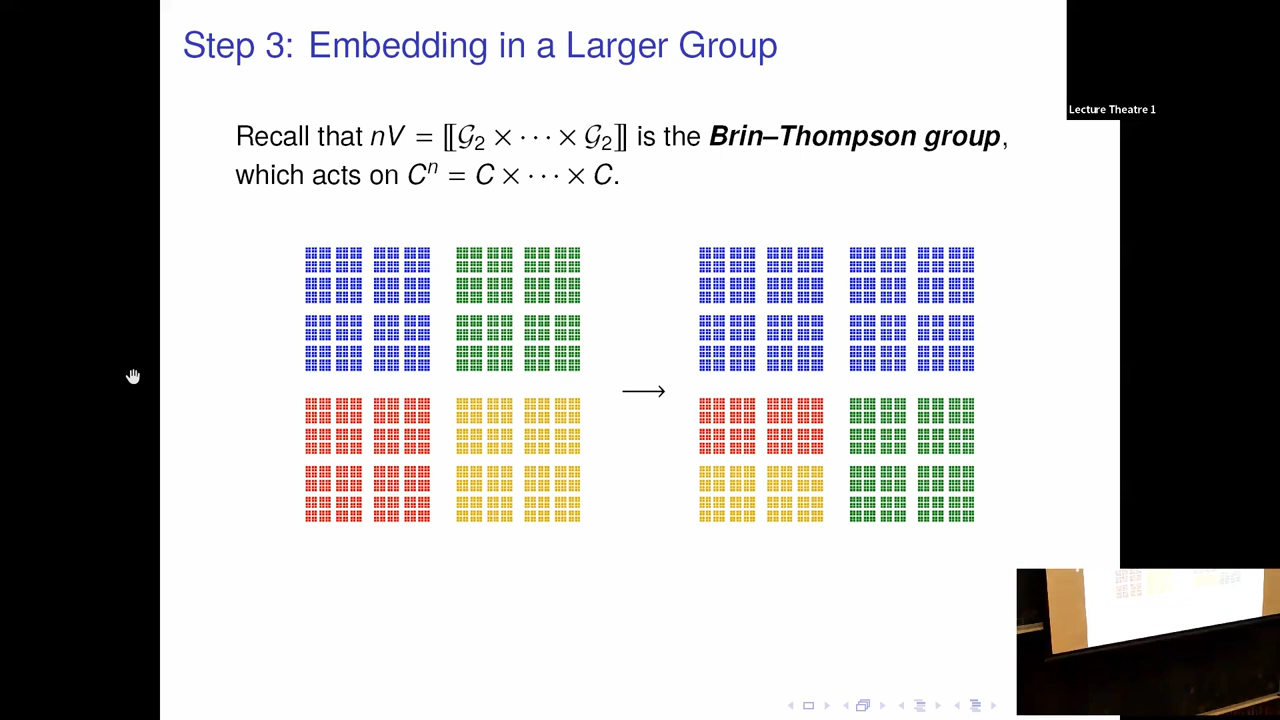 Step 3: Embedding in a Larger Group
Lecture Theatre 1
Recall that nV = ⟦𝒢₂ × ⋯ × 𝒢₂⟧ is the Brin–Thompson group,
which acts on Cⁿ = C × ⋯ × C.
⟶